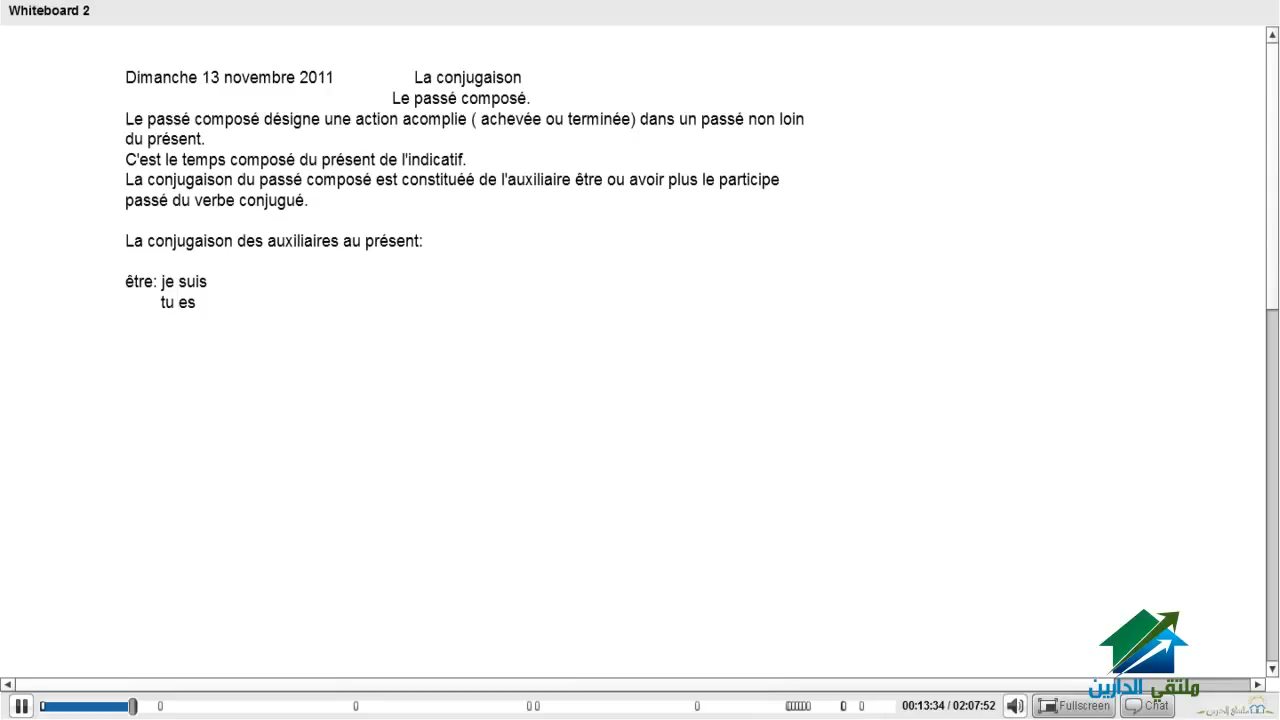 Whiteboard 2
Dimanche 13 novembre 2011 La conjugaison
Le passé composé.
Le passé composé désigne une action acomplie ( achevée ou terminée) dans un passé non loin
du présent.
C'est le temps composé du présent de l'indicatif.
La conjugaison du passé composé est constituéé de l'auxiliaire être ou avoir plus le participe
passé du verbe conjugué.
La conjugaison des auxiliaires au présent:
être: je suis
tu es
ملتقي الدارين
00:13:34 / 02:07:52 Fullscreen Chat